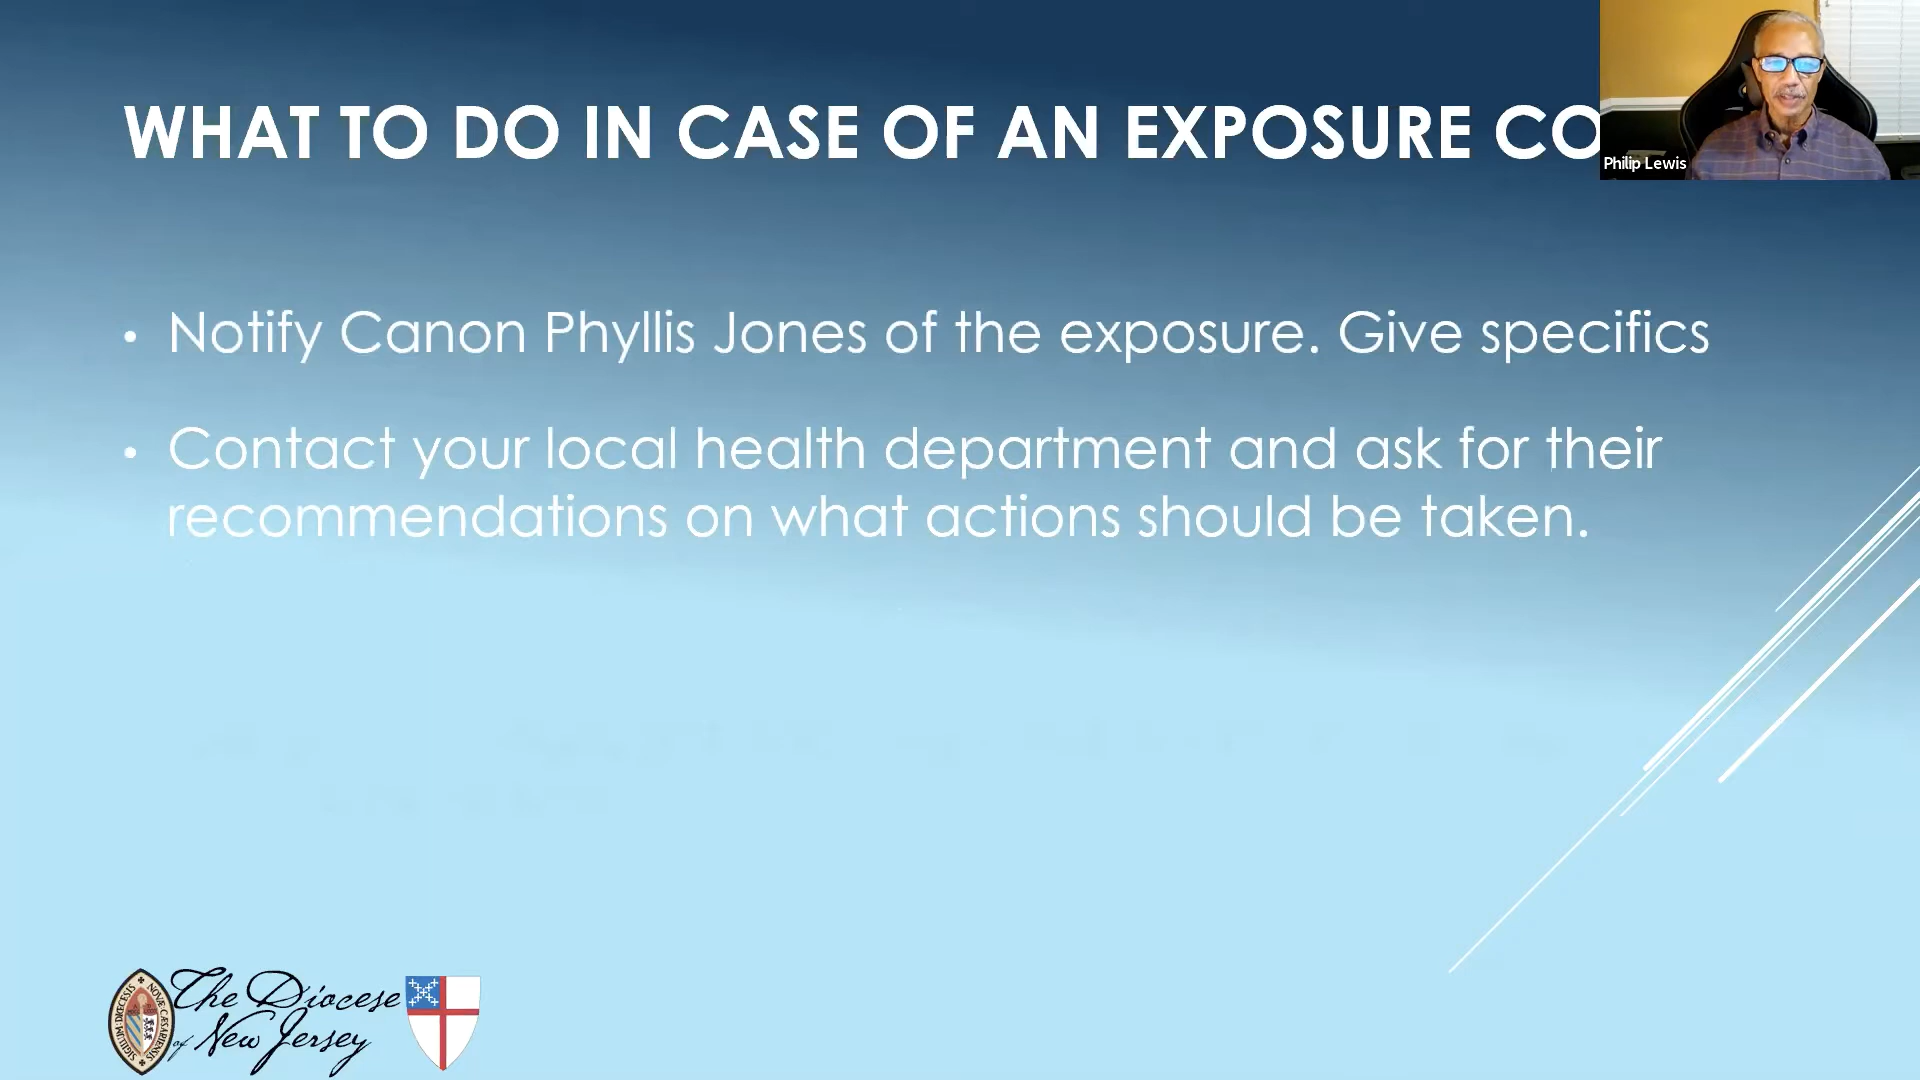 WHAT TO DO IN CASE OF AN EXPOSURE CO
Philip Lewis
• Notify Canon Phyllis Jones of the exposure. Give specifics
• Contact your local health department and ask for their
recommendations on what actions should be taken.
The Diocese
of New Jersey